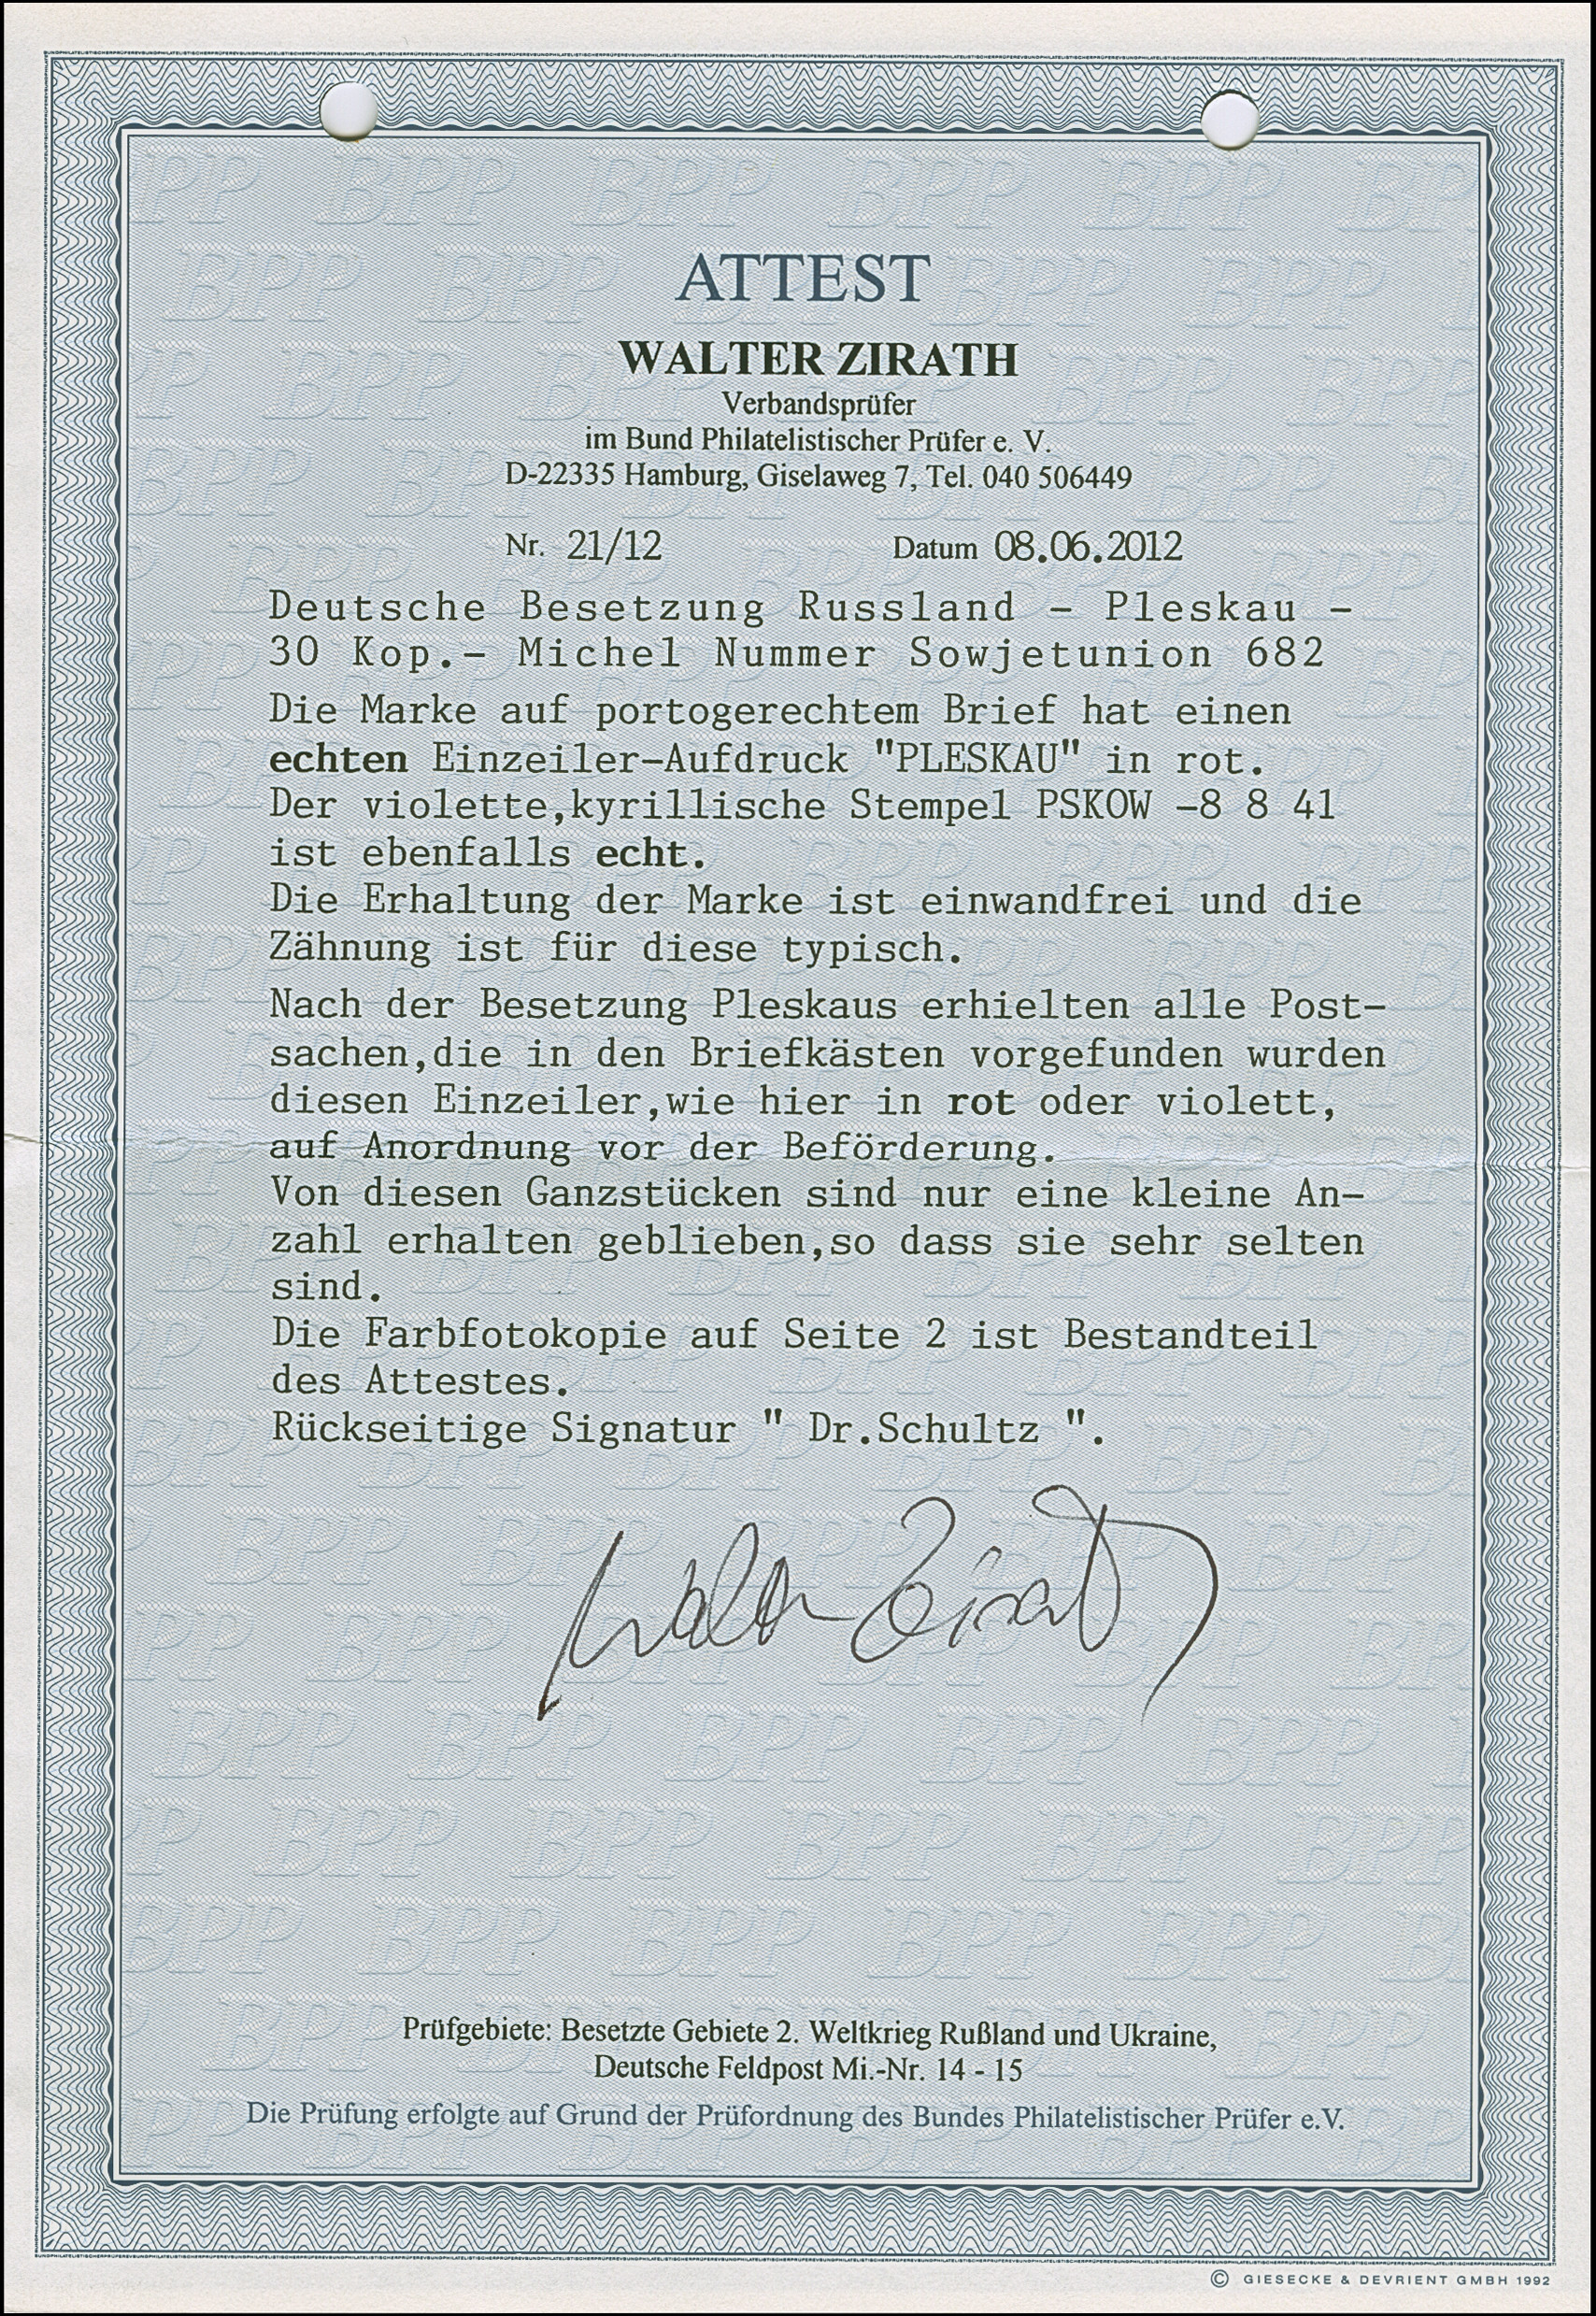 ATTEST
WALTER ZIRATH
Verbandsprüfer
im Bund Philatelistischer Prüfer e. V.
D-22335 Hamburg, Giselaweg 7, Tel. 040 506449
Nr. 21/12 Datum 08.06.2012
Deutsche Besetzung Russland - Pleskau -
30 Kop.- Michel Nummer Sowjetunion 682
Die Marke auf portogerechtem Brief hat einen
echten Einzeiler-Aufdruck "PLESKAU" in rot.
Der violette,kyrillische Stempel PSKOW -8 8 41
ist ebenfalls echt.
Die Erhaltung der Marke ist einwandfrei und die
Zähnung ist für diese typisch.
Nach der Besetzung Pleskaus erhielten alle Post-
sachen,die in den Briefkästen vorgefunden wurden
diesen Einzeiler,wie hier in rot oder violett,
auf Anordnung vor der Beförderung.
Von diesen Ganzstücken sind nur eine kleine An-
zahl erhalten geblieben,so dass sie sehr selten
sind.
Die Farbfotokopie auf Seite 2 ist Bestandteil
des Attestes.
Rückseitige Signatur " Dr.Schultz ".
Walter Zirath
Prüfgebiete: Besetzte Gebiete 2. Weltkrieg Rußland und Ukraine,
Deutsche Feldpost Mi.-Nr. 14 - 15
Die Prüfung erfolgte auf Grund der Prüfordnung des Bundes Philatelistischer Prüfer e.V.
© GIESECKE & DEVRIENT GMBH 1992